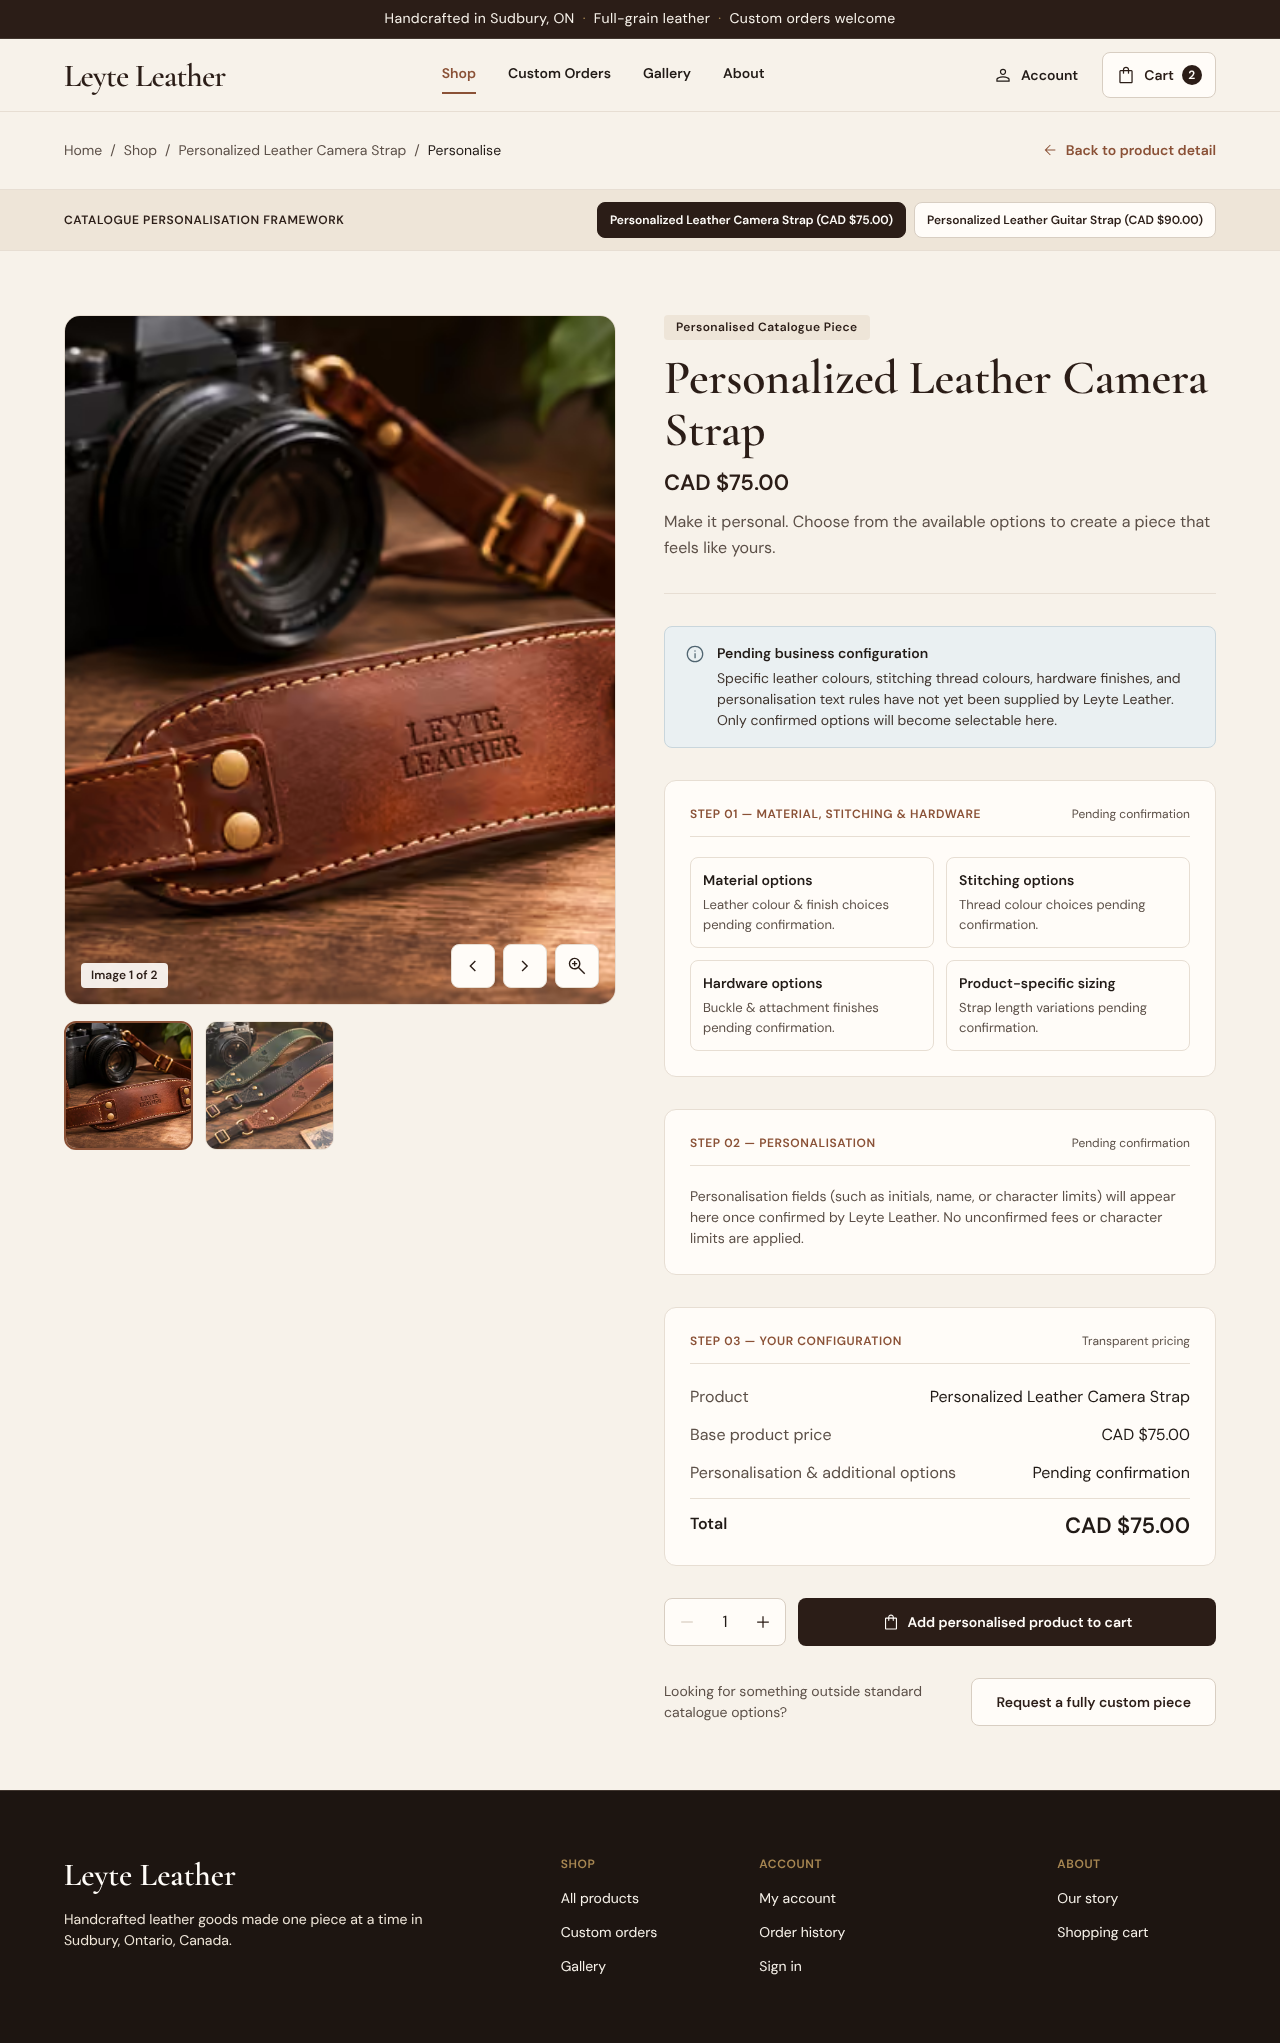 Handcrafted in Sudbury, ON · Full-grain leather · Custom orders welcome
Leyte Leather
Shop
Custom Orders
Gallery
About
Account
Cart 2
Home / Shop / Personalized Leather Camera Strap / Personalise
Back to product detail
CATALOGUE PERSONALISATION FRAMEWORK
Personalized Leather Camera Strap (CAD $75.00)
Personalized Leather Guitar Strap (CAD $90.00)
LEYTE
LEATHER
Image 1 of 2
Personalised Catalogue Piece
Personalized Leather Camera
Strap
CAD $75.00
Make it personal. Choose from the available options to create a piece that
feels like yours.
Pending business configuration
Specific leather colours, stitching thread colours, hardware finishes, and
personalisation text rules have not yet been supplied by Leyte Leather.
Only confirmed options will become selectable here.
STEP 01 — MATERIAL, STITCHING & HARDWARE
Pending confirmation
Material options
Leather colour & finish choices
pending confirmation.
Stitching options
Thread colour choices pending
confirmation.
Hardware options
Buckle & attachment finishes
pending confirmation.
Product-specific sizing
Strap length variations pending
confirmation.
STEP 02 — PERSONALISATION
Pending confirmation
Personalisation fields (such as initials, name, or character limits) will appear
here once confirmed by Leyte Leather. No unconfirmed fees or character
limits are applied.
STEP 03 — YOUR CONFIGURATION
Transparent pricing
Product
Personalized Leather Camera Strap
Base product price
CAD $75.00
Personalisation & additional options
Pending confirmation
Total
CAD $75.00
1
Add personalised product to cart
Looking for something outside standard
catalogue options?
Request a fully custom piece
Leyte Leather
Handcrafted leather goods made one piece at a time in
Sudbury, Ontario, Canada.
SHOP
All products
Custom orders
Gallery
ACCOUNT
My account
Order history
Sign in
ABOUT
Our story
Shopping cart